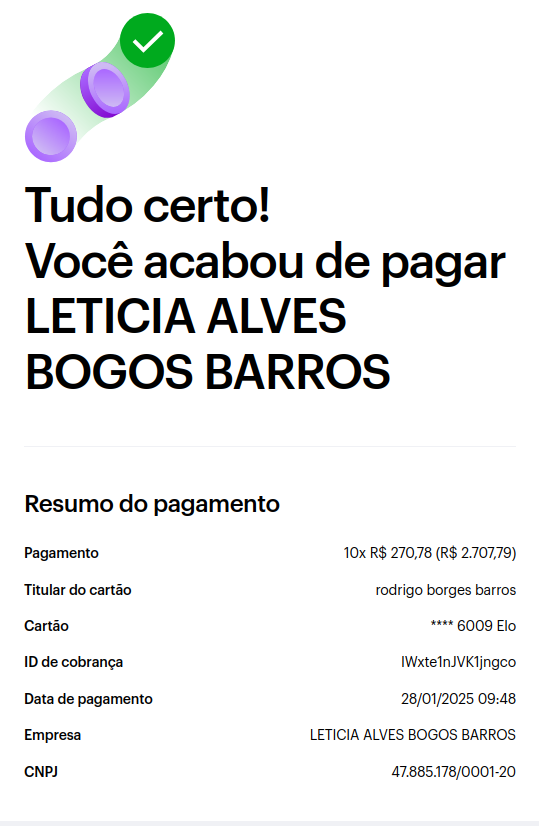 Tudo certo!
Você acabou de pagar
LETICIA ALVES
BOGOS BARROS
Resumo do pagamento
Pagamento 10x R$ 270,78 (R$ 2.707,79)
Titular do cartão rodrigo borges barros
Cartão **** 6009 Elo
ID de cobrança IWxte1nJVK1jngco
Data de pagamento 28/01/2025 09:48
Empresa LETICIA ALVES BOGOS BARROS
CNPJ 47.885.178/0001-20